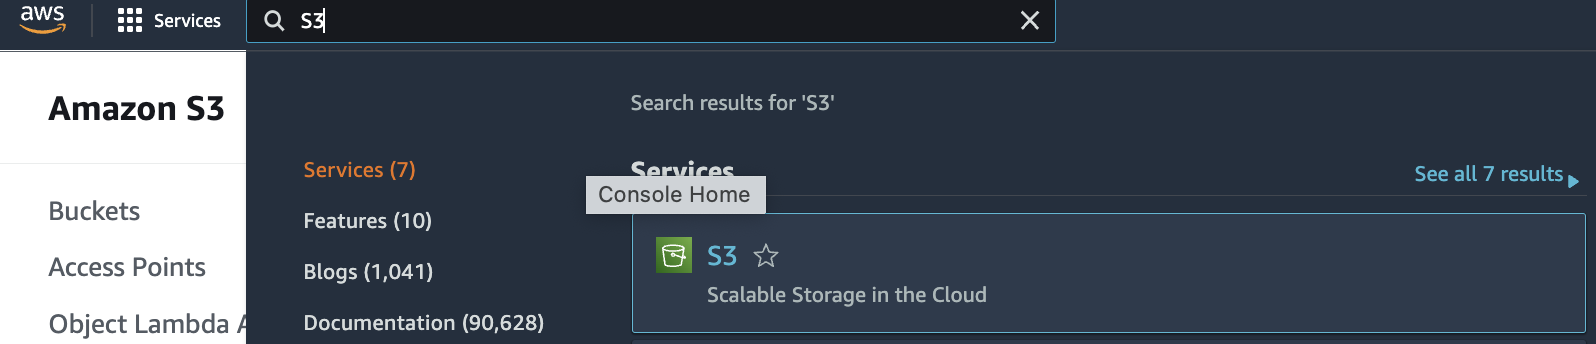 aws
Services
S3
Amazon S3
Buckets
Access Points
Object Lambda A
Services (7)
Features (10)
Blogs (1,041)
Documentation (90,628)
Search results for 'S3'
Services
See all 7 results
Console Home
S3
Scalable Storage in the Cloud